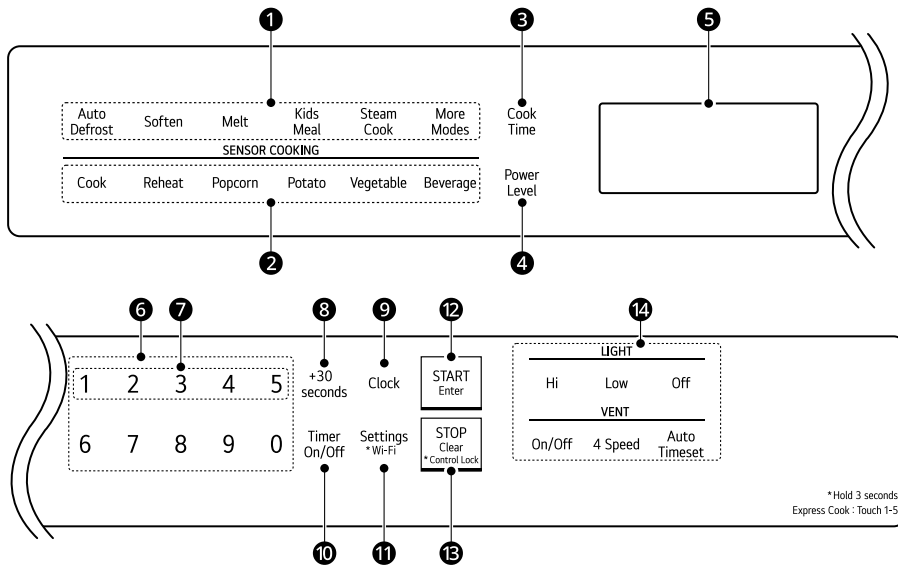 1 3 5
Auto Defrost Soften Melt Kids Meal Steam Cook More Modes
Cook Time
SENSOR COOKING
Cook Reheat Popcorn Potato Vegetable Beverage
Power Level
2 4
6 7 8 9 12 14
LIGHT
1 2 3 4 5
+30 seconds
Clock
START
Enter
Hi Low Off
VENT
6 7 8 9 0
Timer On/Off
Settings
*Wi-Fi
STOP
Clear
*Control Lock
On/Off 4 Speed Auto Timeset
*Hold 3 seconds
Express Cook : Touch 1-5
10 11 13